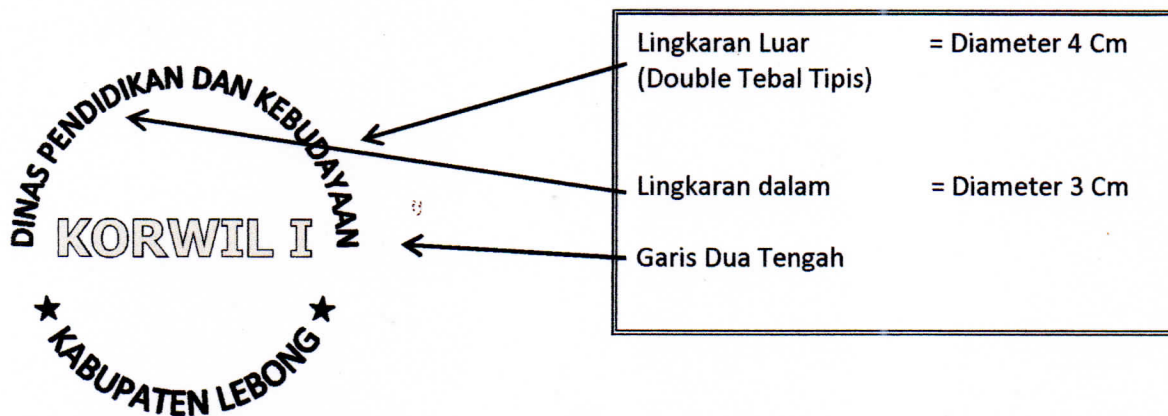 DINAS PENDIDIKAN DAN KEBUDAYAAN
KORWIL I
★ KABUPATEN LEBONG ★
Lingkaran Luar = Diameter 4 Cm
(Double Tebal Tipis)
Lingkaran dalam = Diameter 3 Cm
Garis Dua Tengah